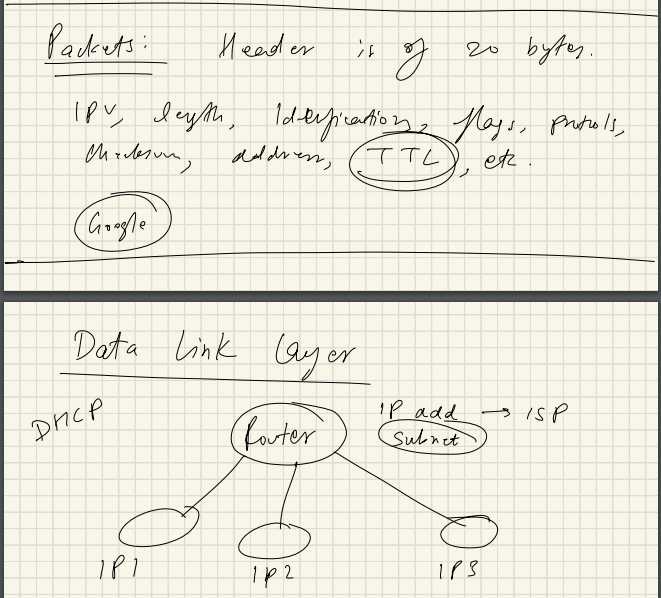 Packets: Header is of 20 bytes.
IPV, length, Identification, flags, protocols,
checksum, address, TTL, etc.
Google
Data Link Layer
DHCP
Router
IP add → ISP
Subnet
IP1
IP2
IP3